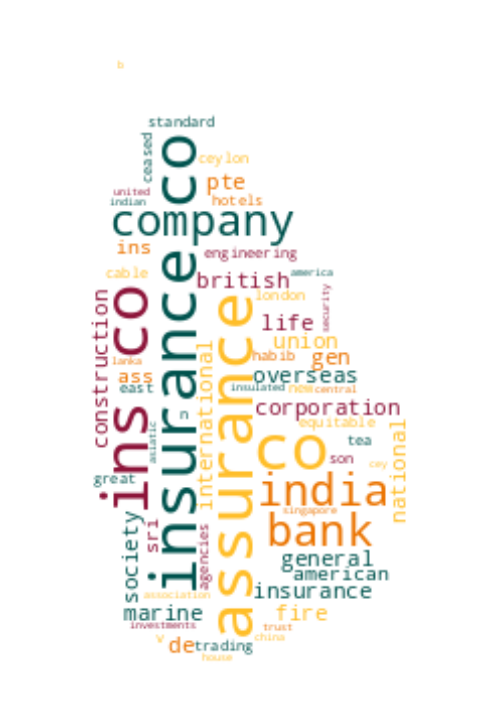 b
standard
ceased
insurance co
ceylon
pte
united
indian
hotels
company
ins
engineering
cable
british
america
ins co
construction
assurance
london
security
life
union
international
lanka
habib
gen
ass
overseas
east
insulated
new
central
n
corporation
equitable
asiatic
co
national
tea
son
cey
great
india
singapore
society
sri
bank
agencies
general
american
association
insurance
marine
fire
investments
trust
w
china
de
trading
house